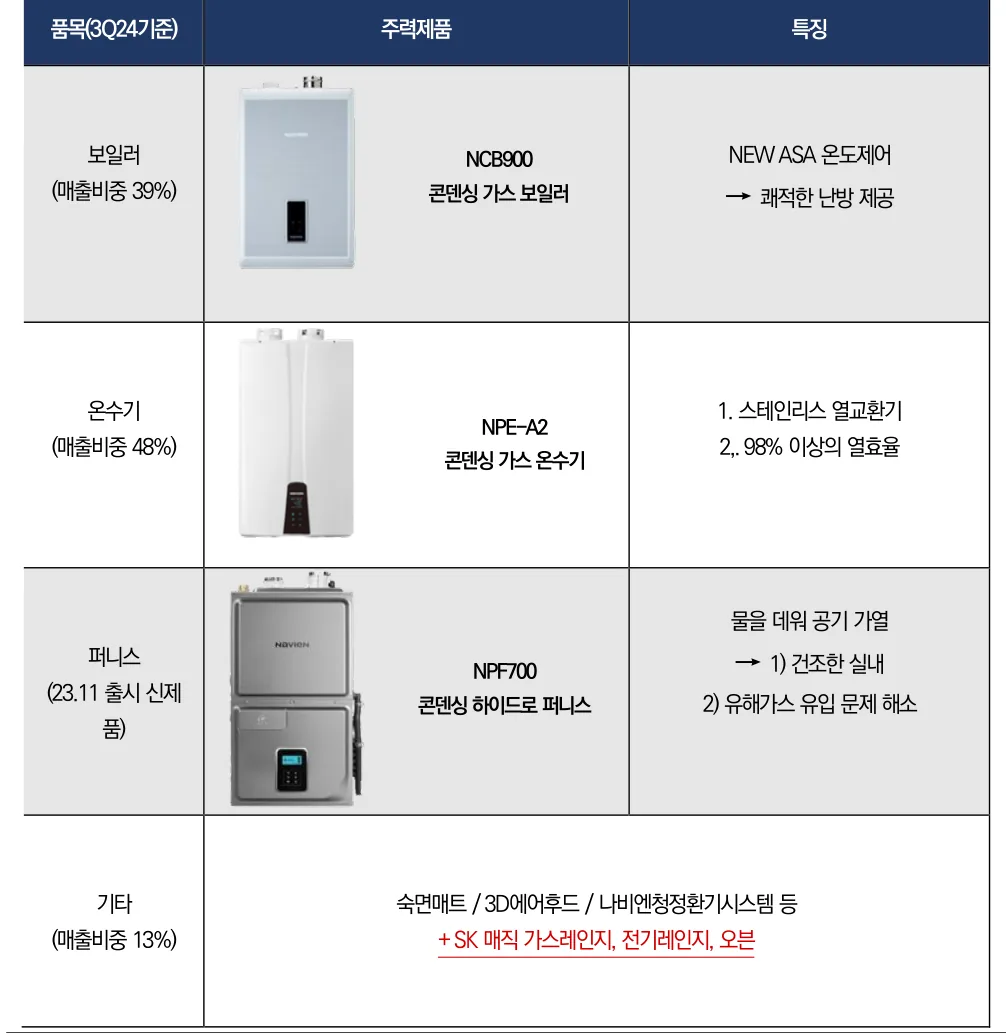 품목(3Q24기준) 주력제품 특징
보일러
(매출비중 39%)
NAVIEN
NCB900
콘덴싱 가스 보일러
NEW ASA 온도제어
→ 쾌적한 난방 제공
온수기
(매출비중 48%)
NPE-A2
콘덴싱 가스 온수기
1. 스테인리스 열교환기
2,. 98% 이상의 열효율
퍼니스
(23.11 출시 신제
품)
NAVIEN
NPF700
콘덴싱 하이드로 퍼니스
물을 데워 공기 가열
→ 1) 건조한 실내
2) 유해가스 유입 문제 해소
기타
(매출비중 13%)
숙면매트 / 3D에어후드 / 나비엔청정환기시스템 등
+ SK 매직 가스레인지, 전기레인지, 오븐